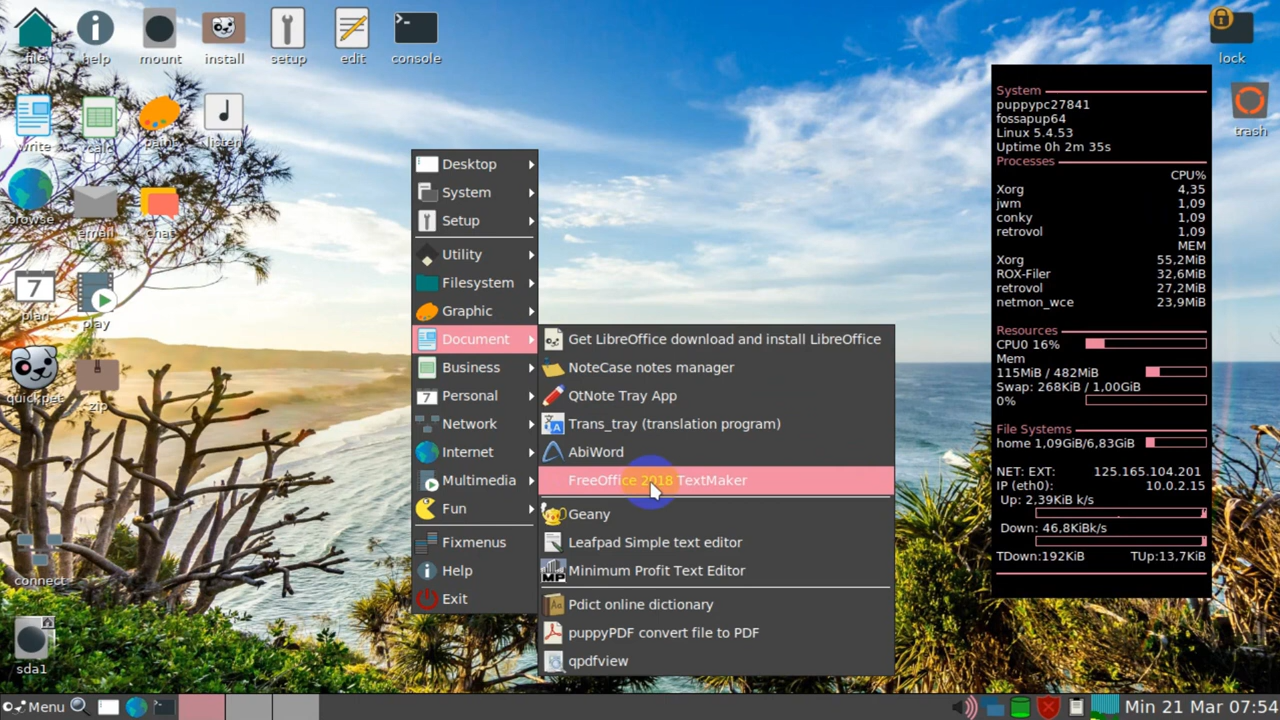 file help mount install setup edit console lock
write calc paint listen trash
browse email chat
7
plan play
quickpet zip
connect
sda1
Desktop
System
Setup
Utility
Filesystem
Graphic
Document
Business
7 Personal
Network
Internet
Multimedia
Fun
Fixmenus
Help
Exit
Get LibreOffice download and install LibreOffice
NoteCase notes manager
QtNote Tray App
Trans_tray (translation program)
AbiWord
FreeOffice 2018 TextMaker
Geany
Leafpad Simple text editor
MP Minimum Profit Text Editor
Pdict online dictionary
puppyPDF convert file to PDF
qpdfview
System
puppypc27841
fossapup64
Linux 5.4.53
Uptime 0h 2m 35s
Processes
CPU%
Xorg 4,35
jwm 1,09
conky 1,09
retrovol 1,09
MEM
Xorg 55,2MiB
ROX-Filer 32,6MiB
retrovol 27,2MiB
netmon_wce 23,9MiB
Resources
CPU0 16%
Mem
115MiB / 482MiB
Swap: 268KiB / 1,00GiB
0%
File Systems
home 1,09GiB/6,83GiB
NET: EXT: 125.165.104.201
IP (eth0): 10.0.2.15
Up: 2,39KiB k/s
Down: 46,8KiBk/s
TDown:192KiB TUp:13,7KiB
Menu Min 21 Mar 07:54